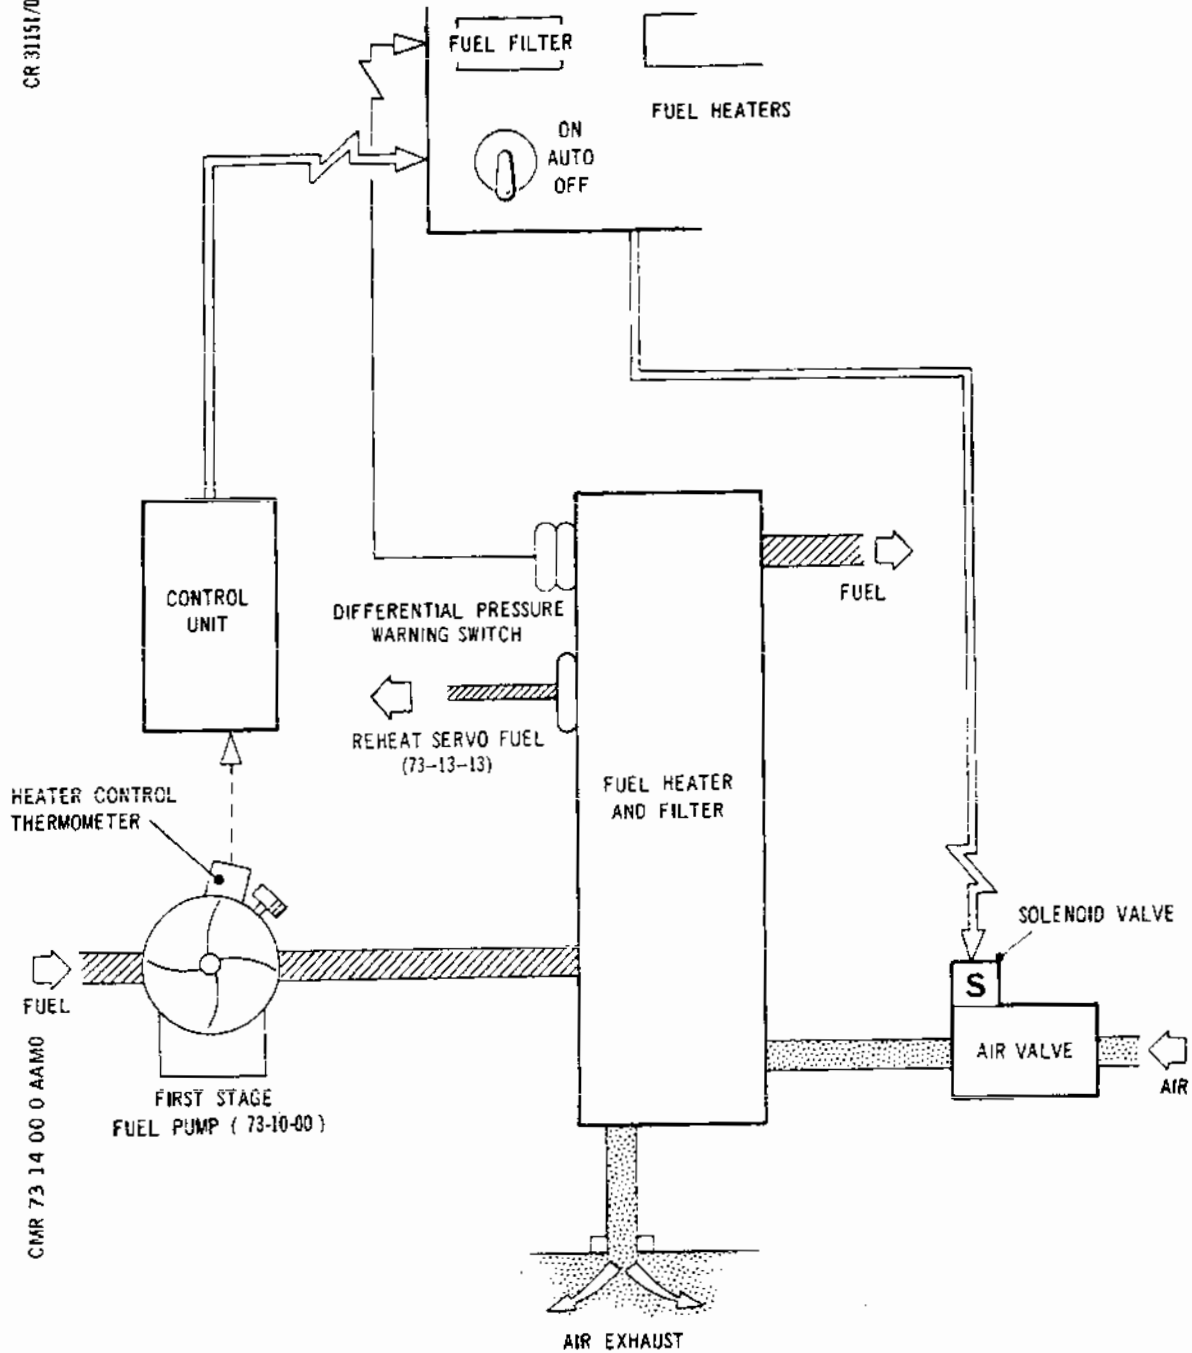 CR 31151/0
FUEL FILTER
FUEL HEATERS
ON
AUTO
OFF
CONTROL
UNIT
DIFFERENTIAL PRESSURE
WARNING SWITCH
FUEL
REHEAT SERVO FUEL
(73-13-13)
FUEL HEATER
AND FILTER
HEATER CONTROL
THERMOMETER
SOLENOID VALVE
S
FUEL
AIR VALVE
AIR
FIRST STAGE
FUEL PUMP ( 73-10-00 )
CMR 73 14 00 0 AAM0
AIR EXHAUST